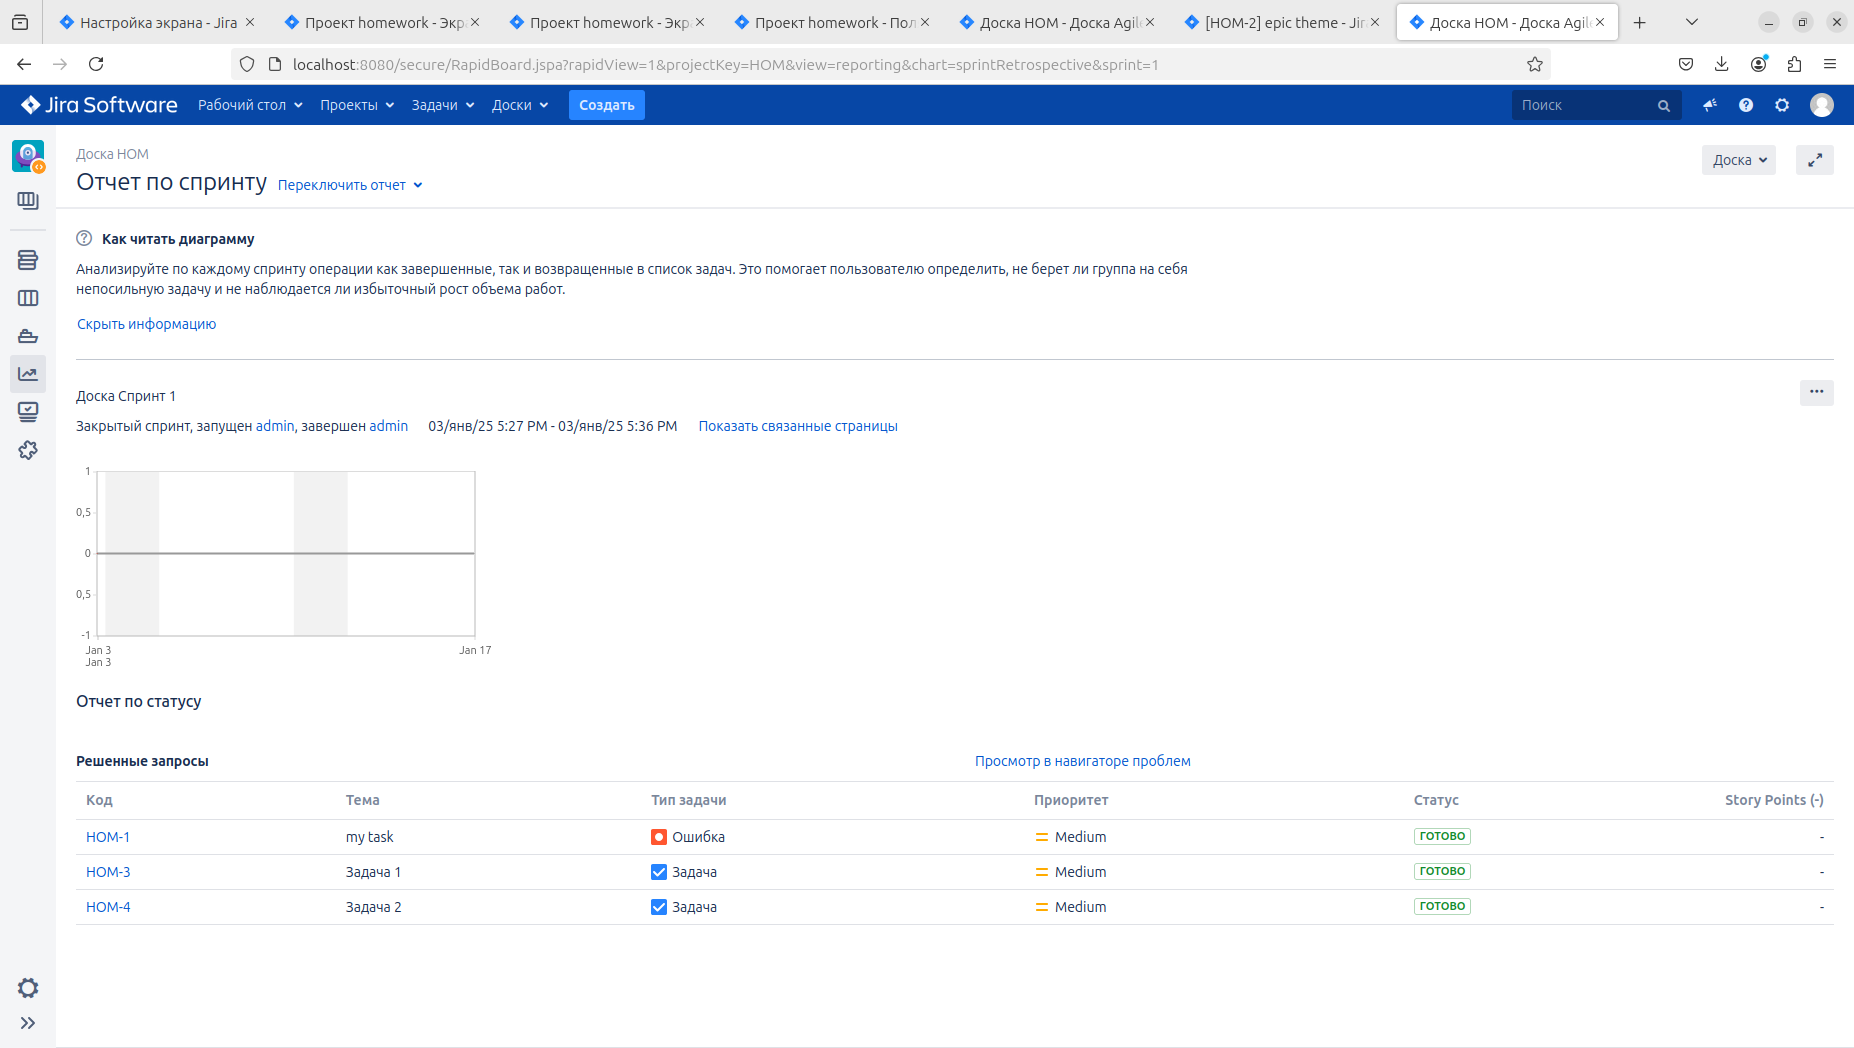 Настройка экрана - Jira
Проект homework - Экр
Проект homework - Экр
Проект homework - Пол
Доска HOM - Доска Agil
[HOM-2] epic theme - Jir
Доска HOM - Доска Agil
localhost:8080/secure/RapidBoard.jspa?rapidView=1&projectKey=HOM&view=reporting&chart=sprintRetrospective&sprint=1
Jira Software
Рабочий стол
Проекты
Задачи
Доски
Создать
Поиск
Доска HOM
Отчет по спринту
Переключить отчет
Доска
Как читать диаграмму
Анализируйте по каждому спринту операции как завершенные, так и возвращенные в список задач. Это помогает пользователю определить, не берет ли группа на себя
непосильную задачу и не наблюдается ли избыточный рост объема работ.
Скрыть информацию
Доска Спринт 1
Закрытый спринт, запущен admin, завершен admin 03/янв/25 5:27 PM - 03/янв/25 5:36 PM Показать связанные страницы
1
0,5
0
0,5
-1
Jan 3
Jan 3
Jan 17
Отчет по статусу
Решенные запросы
Просмотр в навигаторе проблем
Код Тема Тип задачи Приоритет Статус Story Points (-)
HOM-1 my task Ошибка Medium ГОТОВО -
HOM-3 Задача 1 Задача Medium ГОТОВО -
HOM-4 Задача 2 Задача Medium ГОТОВО -